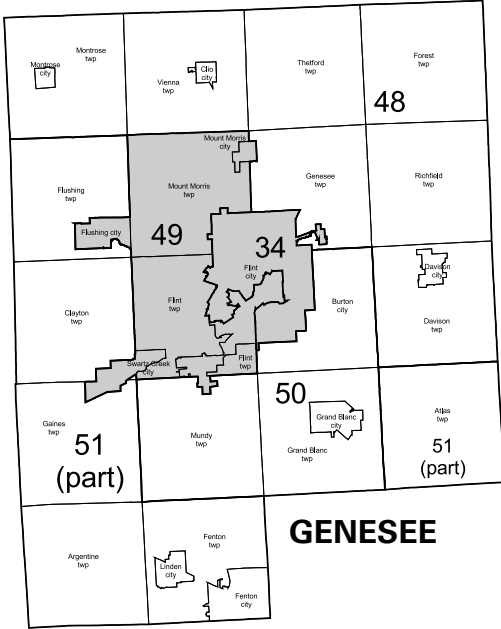 Montrose
twp
Montrose
city
Vienna
twp
Clio
city
Thetford
twp
Forest
twp
48
Flushing
twp
Flushing city
Mount Morris
city
Mount Morris
twp
49
Genesee
twp
Richfield
twp
34
Flint
city
Clayton
twp
Flint
twp
Burton
city
Davison
city
Davison
twp
Swartz Creek
city
Flint
twp
Gaines
twp
51
(part)
Mundy
twp
50
Grand Blanc
city
Grand Blanc
twp
Atlas
twp
51
(part)
Argentine
twp
Fenton
twp
Linden
city
Fenton
city
GENESEE